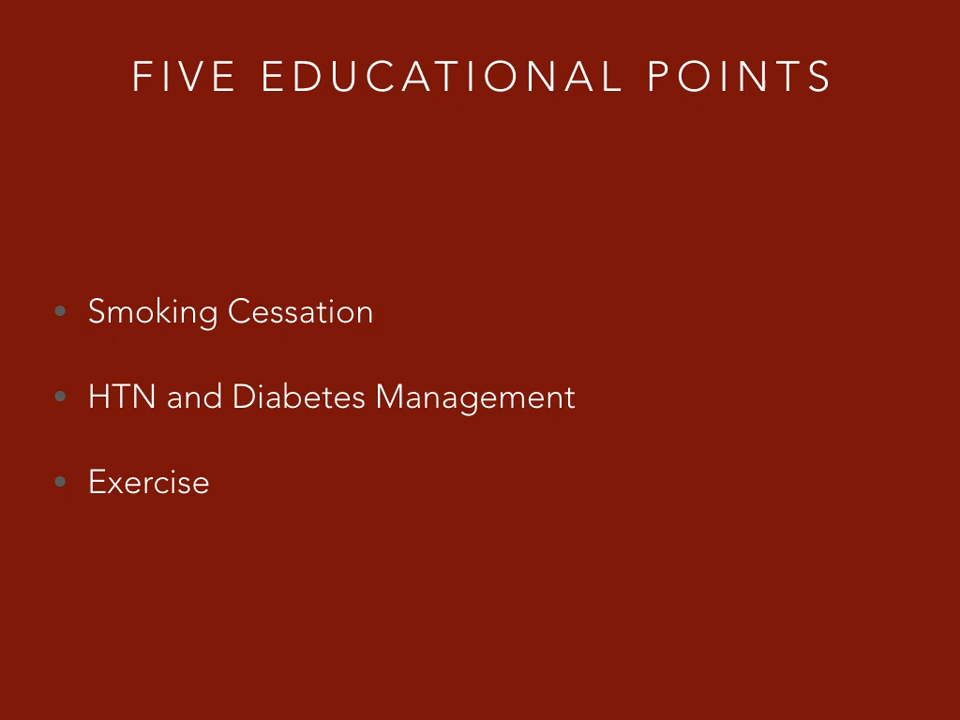 FIVE EDUCATIONAL POINTS
• Smoking Cessation
• HTN and Diabetes Management
• Exercise